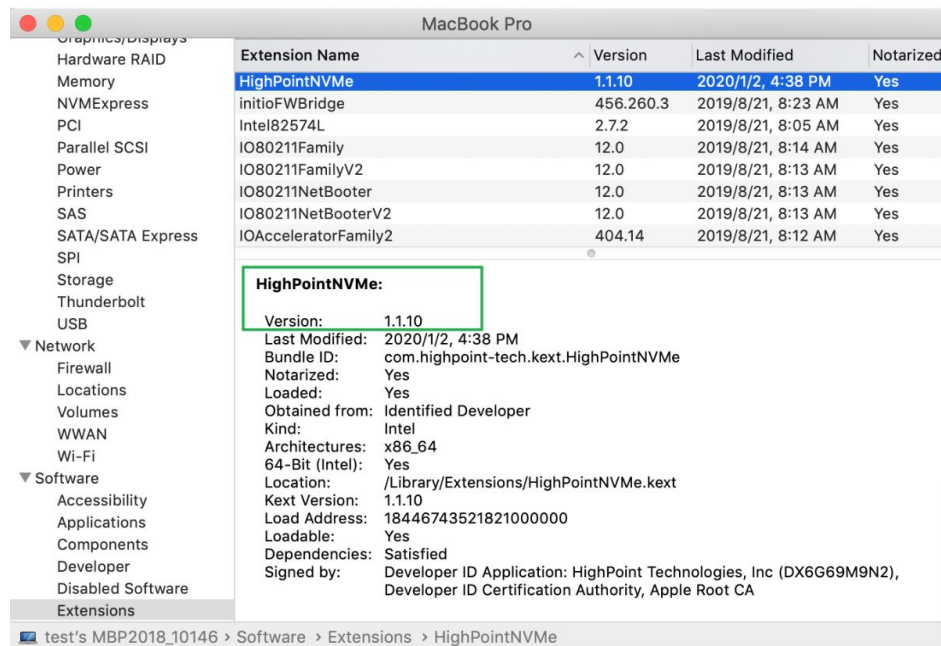 MacBook Pro
Graphics/Displays
Hardware RAID
Memory
NVMExpress
PCI
Parallel SCSI
Power
Printers
SAS
SATA/SATA Express
SPI
Storage
Thunderbolt
USB
Network
Firewall
Locations
Volumes
WWAN
Wi-Fi
Software
Accessibility
Applications
Components
Developer
Disabled Software
Extensions
Extension Name Version Last Modified Notarized
HighPointNVMe 1.1.10 2020/1/2, 4:38 PM Yes
initioFWBridge 456.260.3 2019/8/21, 8:23 AM Yes
Intel82574L 2.7.2 2019/8/21, 8:05 AM Yes
IO80211Family 12.0 2019/8/21, 8:14 AM Yes
IO80211FamilyV2 12.0 2019/8/21, 8:13 AM Yes
IO80211NetBooter 12.0 2019/8/21, 8:13 AM Yes
IO80211NetBooterV2 12.0 2019/8/21, 8:13 AM Yes
IOAcceleratorFamily2 404.14 2019/8/21, 8:12 AM Yes
HighPointNVMe:
Version: 1.1.10
Last Modified: 2020/1/2, 4:38 PM
Bundle ID: com.highpoint-tech.kext.HighPointNVMe
Notarized: Yes
Loaded: Yes
Obtained from: Identified Developer
Kind: Intel
Architectures: x86_64
64-Bit (Intel): Yes
Location: /Library/Extensions/HighPointNVMe.kext
Kext Version: 1.1.10
Load Address: 18446743521821000000
Loadable: Yes
Dependencies: Satisfied
Signed by: Developer ID Application: HighPoint Technologies, Inc (DX6G69M9N2),
Developer ID Certification Authority, Apple Root CA
test's MBP2018_10146 › Software › Extensions › HighPointNVMe